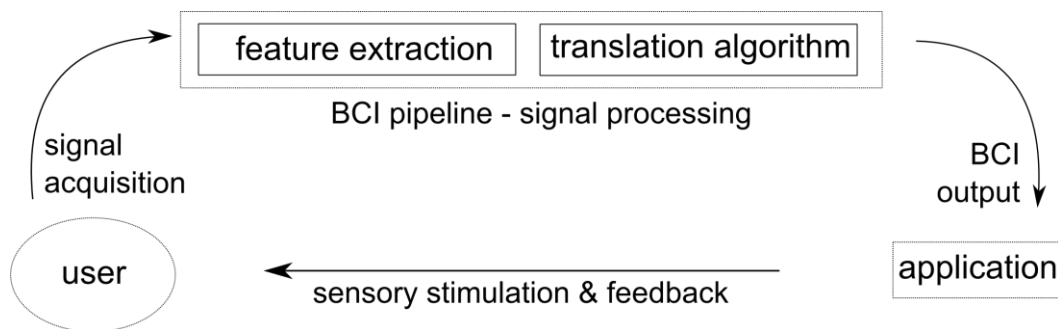 feature extraction
translation algorithm
BCI pipeline - signal processing
signal
acquisition
BCI
output
user
application
sensory stimulation & feedback